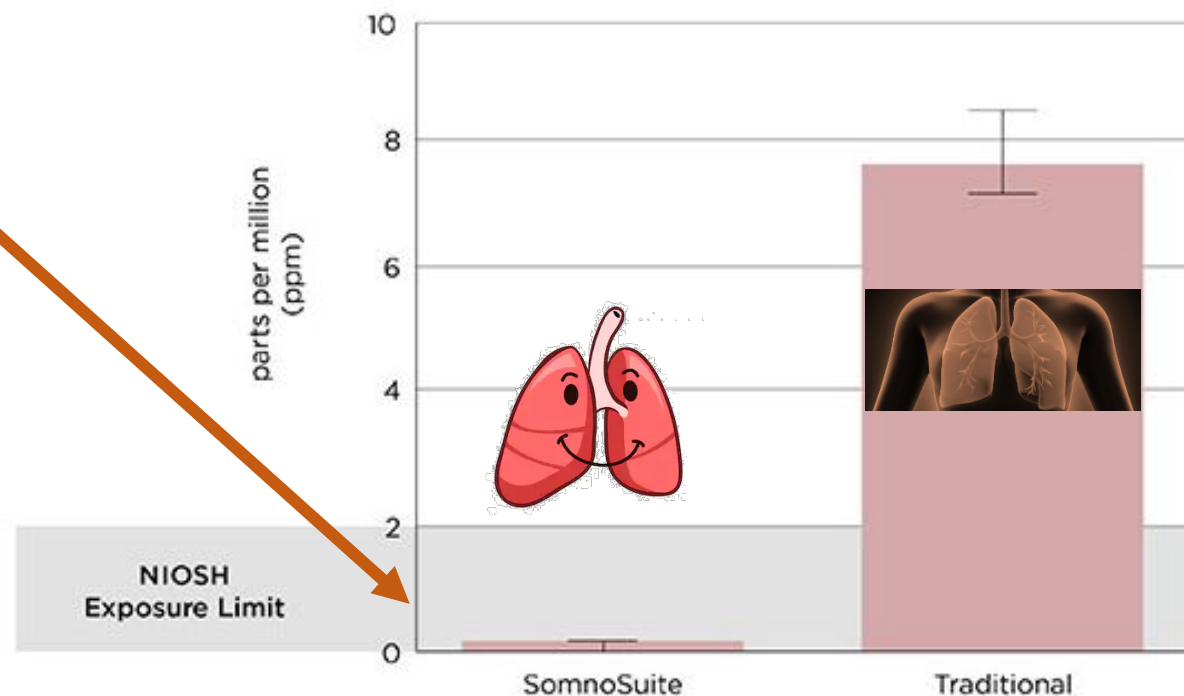 10
8
6
4
2
0
parts per million
(ppm)
NIOSH
Exposure Limit
SomnoSuite
Traditional